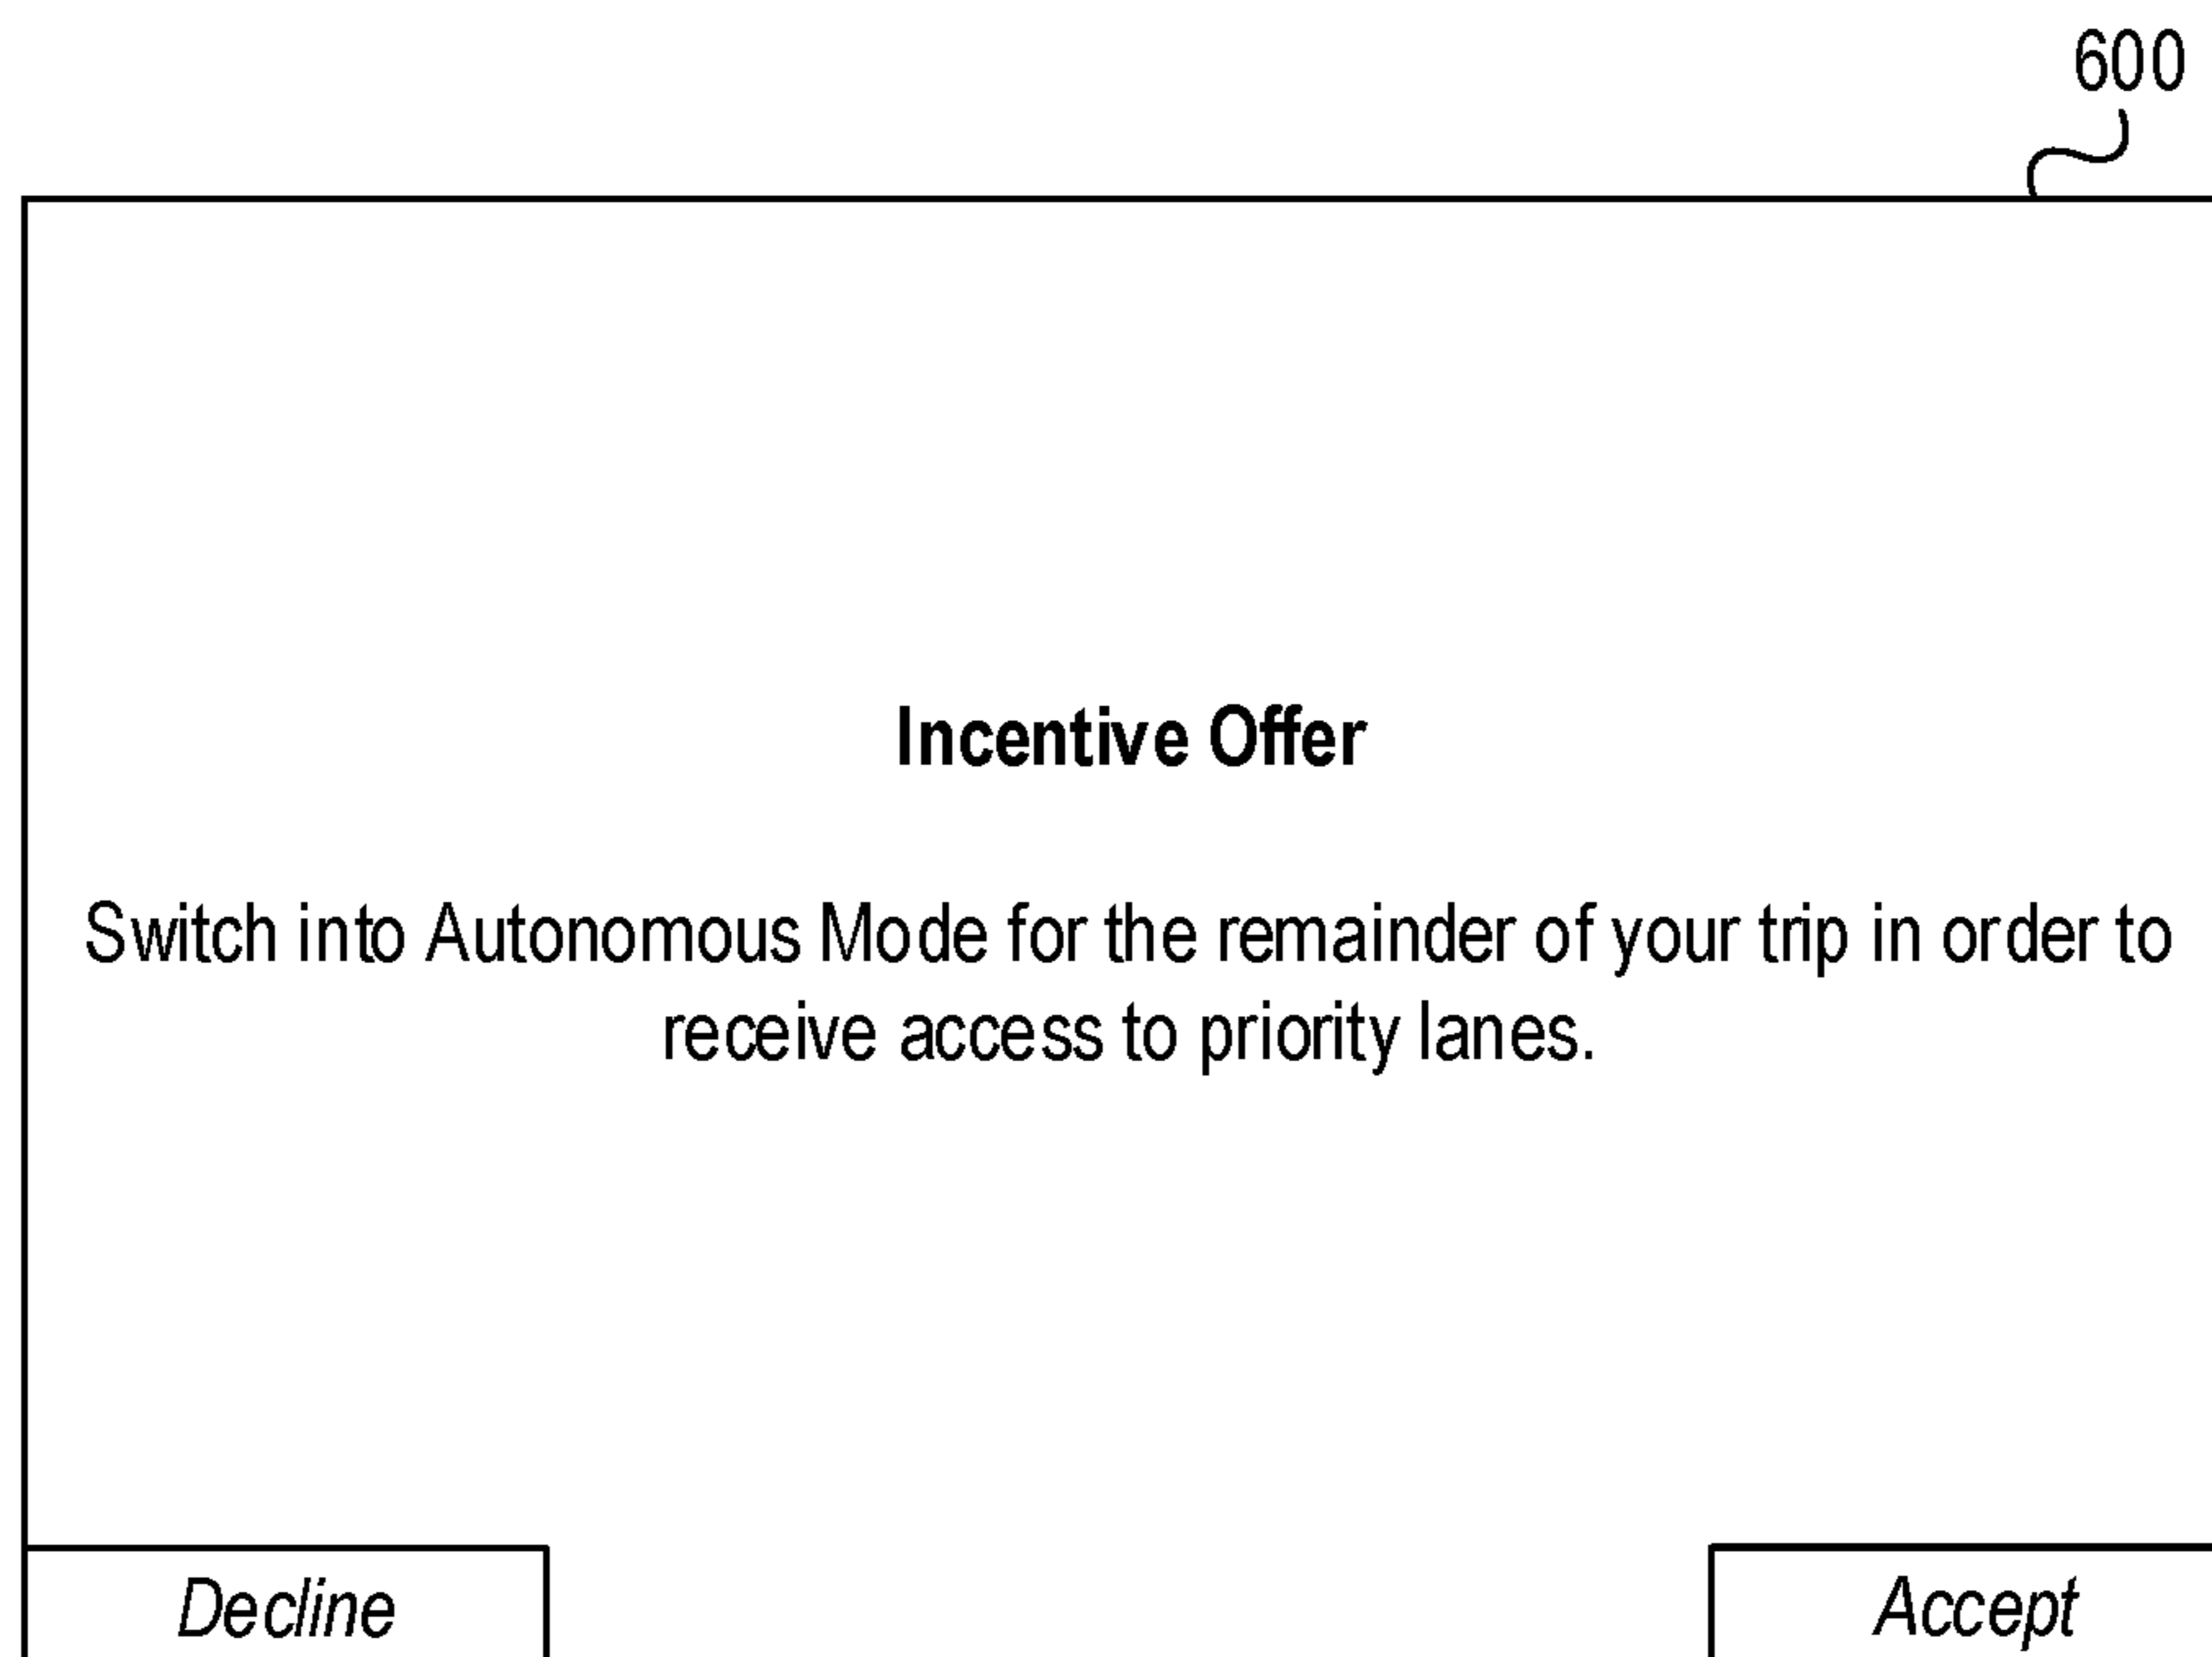 600
Incentive Offer
Switch into Autonomous Mode for the remainder of your trip in order to
receive access to priority lanes.
Decline
Accept